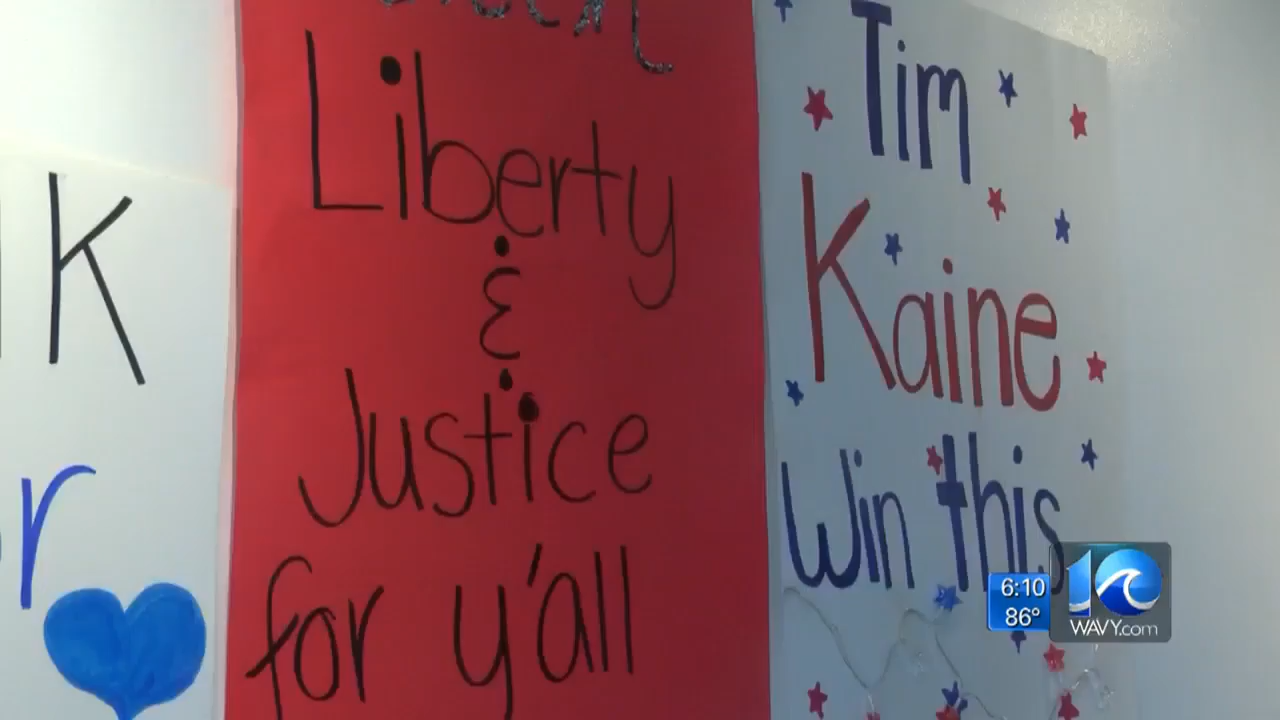 K
r
Liberty
&
Justice
for y'all
Tim
Kaine
Win this
6:10
86°
10
WAVY.com